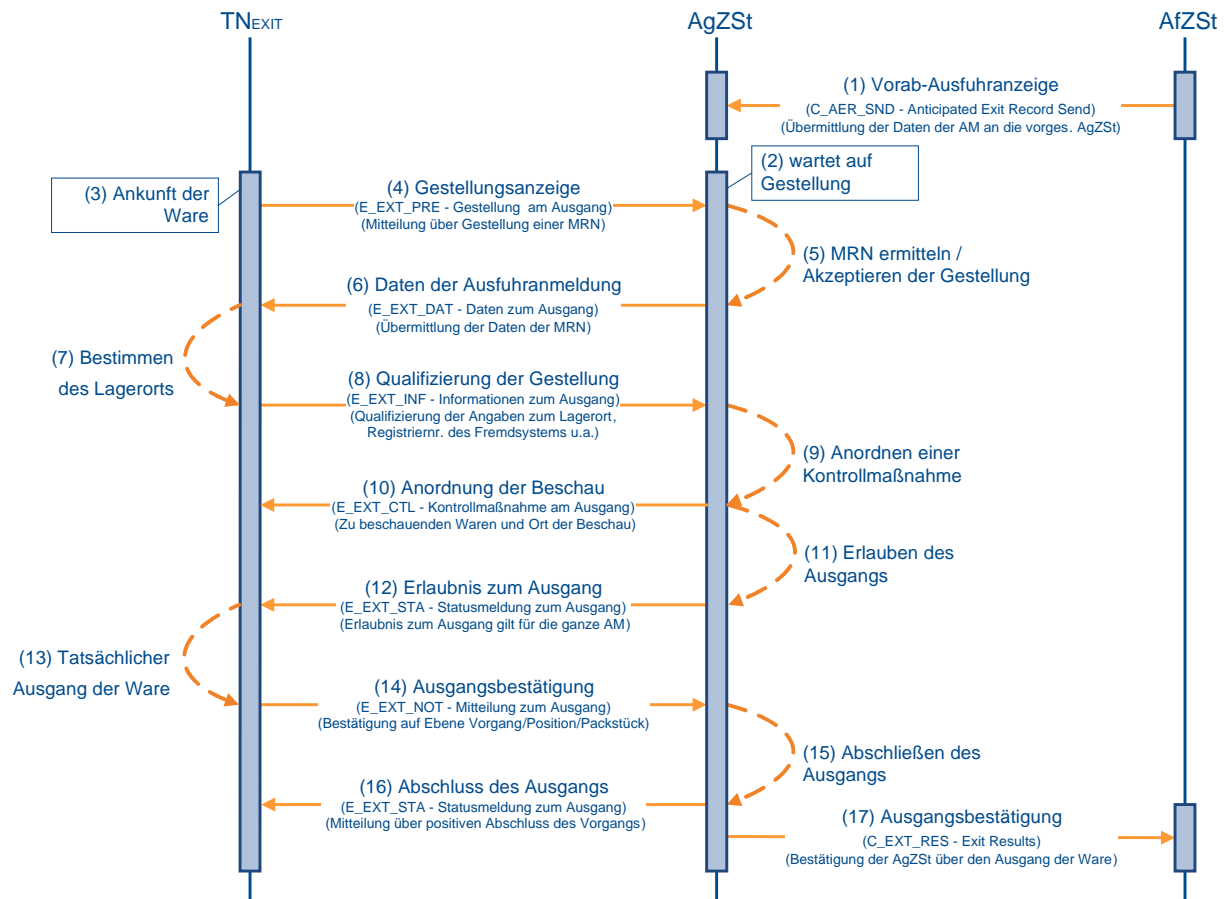 TNEXIT
AgZSt
AfZSt
(1) Vorab-Ausfuhranzeige
(C_AER_SND - Anticipated Exit Record Send)
(Übermittlung der Daten der AM an die vorges. AgZSt)
(2) wartet auf
Gestellung
(3) Ankunft der
Ware
(4) Gestellungsanzeige
(E_EXT_PRE - Gestellung am Ausgang)
(Mitteilung über Gestellung einer MRN)
(5) MRN ermitteln /
Akzeptieren der Gestellung
(6) Daten der Ausfuhranmeldung
(E_EXT_DAT - Daten zum Ausgang)
(Übermittlung der Daten der MRN)
(7) Bestimmen
des Lagerorts
(8) Qualifizierung der Gestellung
(E_EXT_INF - Informationen zum Ausgang)
(Qualifizierung der Angaben zum Lagerort,
Registriernr. des Fremdsystems u.a.)
(9) Anordnen einer
Kontrollmaßnahme
(10) Anordnung der Beschau
(E_EXT_CTL - Kontrollmaßnahme am Ausgang)
(Zu beschauenden Waren und Ort der Beschau)
(11) Erlauben des
Ausgangs
(12) Erlaubnis zum Ausgang
(E_EXT_STA - Statusmeldung zum Ausgang)
(Erlaubnis zum Ausgang gilt für die ganze AM)
(13) Tatsächlicher
Ausgang der Ware
(14) Ausgangsbestätigung
(E_EXT_NOT - Mitteilung zum Ausgang)
(Bestätigung auf Ebene Vorgang/Position/Packstück)
(15) Abschließen des
Ausgangs
(16) Abschluss des Ausgangs
(E_EXT_STA - Statusmeldung zum Ausgang)
(Mitteilung über positiven Abschluss des Vorgangs)
(17) Ausgangsbestätigung
(C_EXT_RES - Exit Results)
(Bestätigung der AgZSt über den Ausgang der Ware)